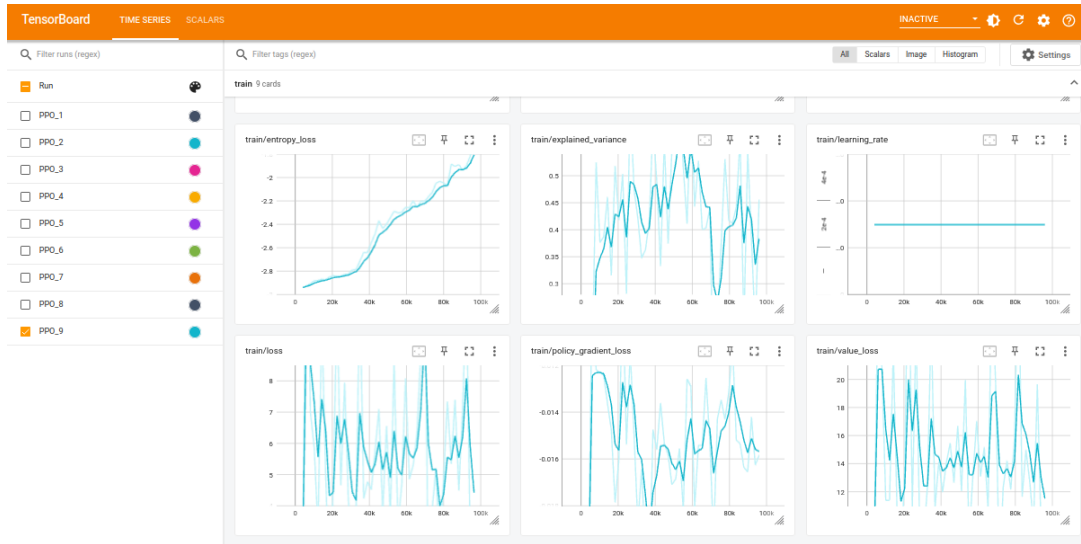 TensorBoard TIME SERIES SCALARS INACTIVE
Filter runs (regex) Filter tags (regex) All Scalars Image Histogram Settings
Run train 9 cards
PPO_1
PPO_2
PPO_3
PPO_4
PPO_5
PPO_6
PPO_7
PPO_8
PPO_9
train/entropy_loss
-2
-2.2
-2.4
-2.6
-2.8
0 20k 40k 60k 80k 100k
train/explained_variance
0.5
0.45
0.4
0.35
0.3
0 20k 40k 60k 80k 100k
train/learning_rate
4e-4
...0
2e-4
...0
0 20k 40k 60k 80k 100k
train/loss
8
7
6
5
0 20k 40k 60k 80k 100k
train/policy_gradient_loss
-0.014
-0.016
0 20k 40k 60k 80k 100k
train/value_loss
20
18
16
14
12
0 20k 40k 60k 80k 100k